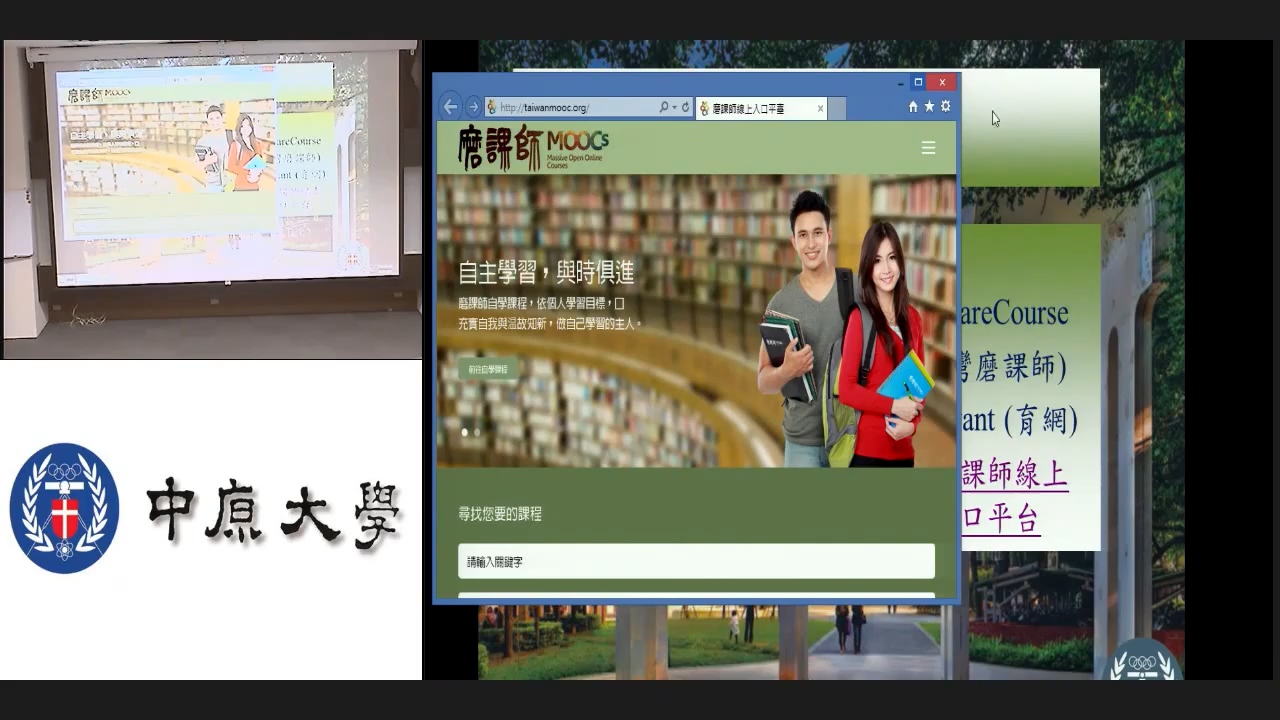 http://taiwanmooc.org/
磨課師線上入口平臺
磨課師 MOOCs
Massive Open Online
Courses
自主學習，與時俱進
磨課師自學課程，依個人學習目標，口
充實自我與温故知新，做自己學習的主人。
前往自學課程
尋找您要的課程
請輸入關鍵字
areCourse
灣磨課師)
ant (育網)
課師線上
口平台
中原大學